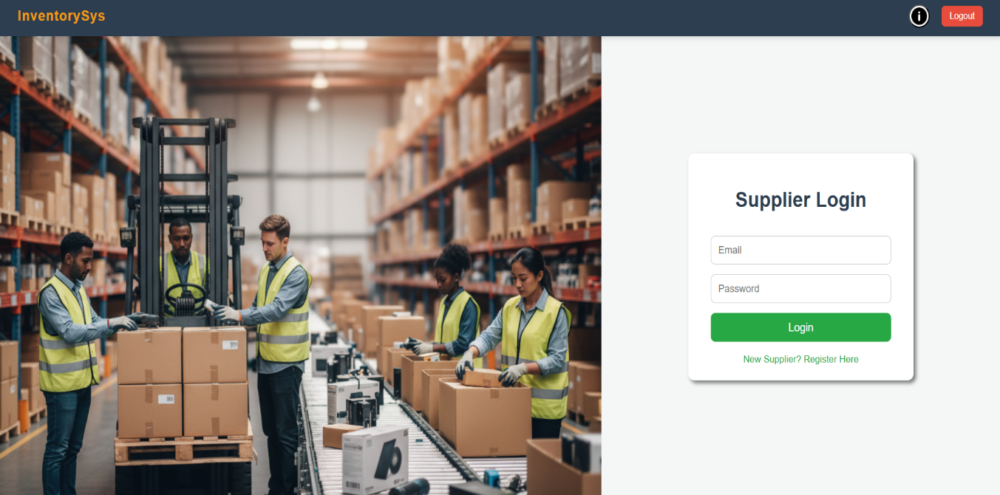 InventorySys
Logout
Supplier Login
Email
Password
Login
New Supplier? Register Here